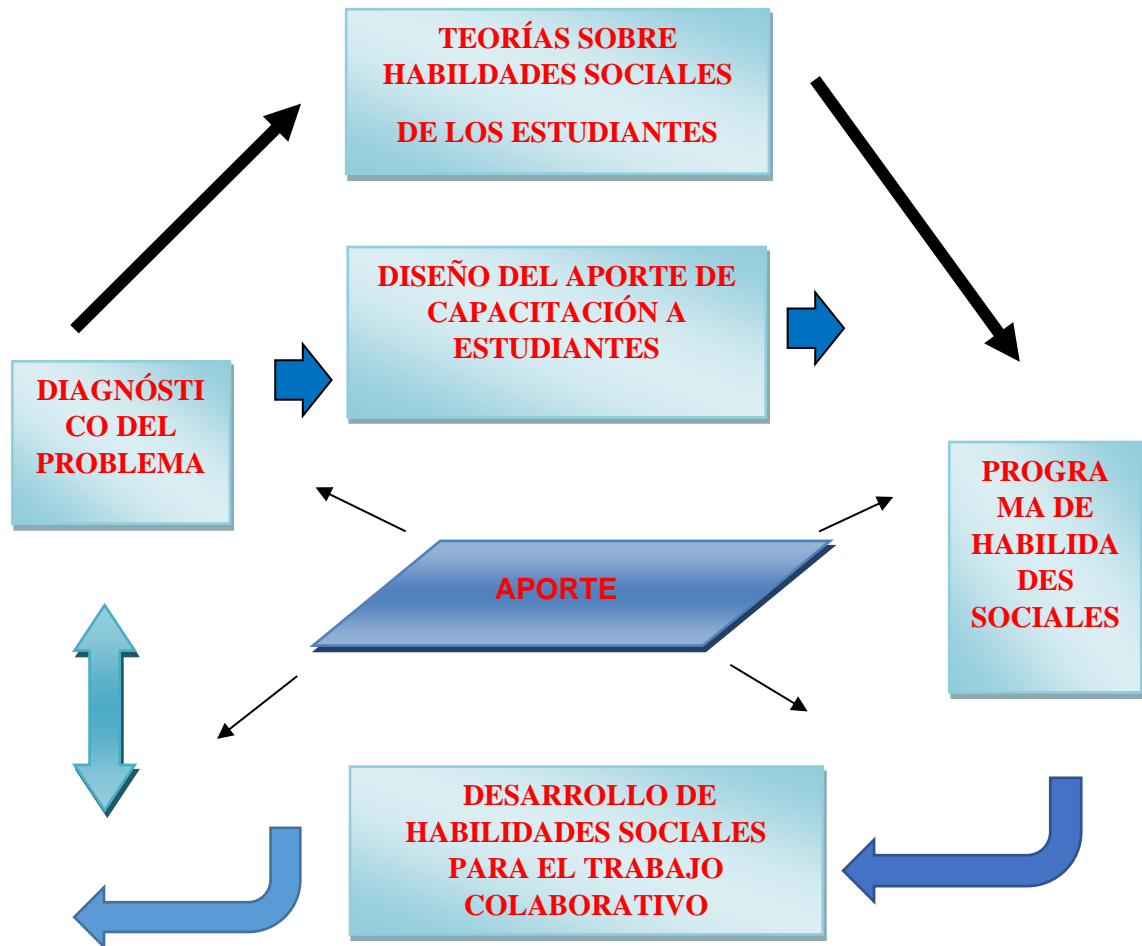 TEORÍAS SOBRE
HABILDADES SOCIALES
DE LOS ESTUDIANTES
DISEÑO DEL APORTE DE
CAPACITACIÓN A
ESTUDIANTES
DIAGNÓSTI
CO DEL
PROBLEMA
PROGRA
MA DE
HABILIDA
DES
SOCIALES
APORTE
DESARROLLO DE
HABILIDADES SOCIALES
PARA EL TRABAJO
COLABORATIVO